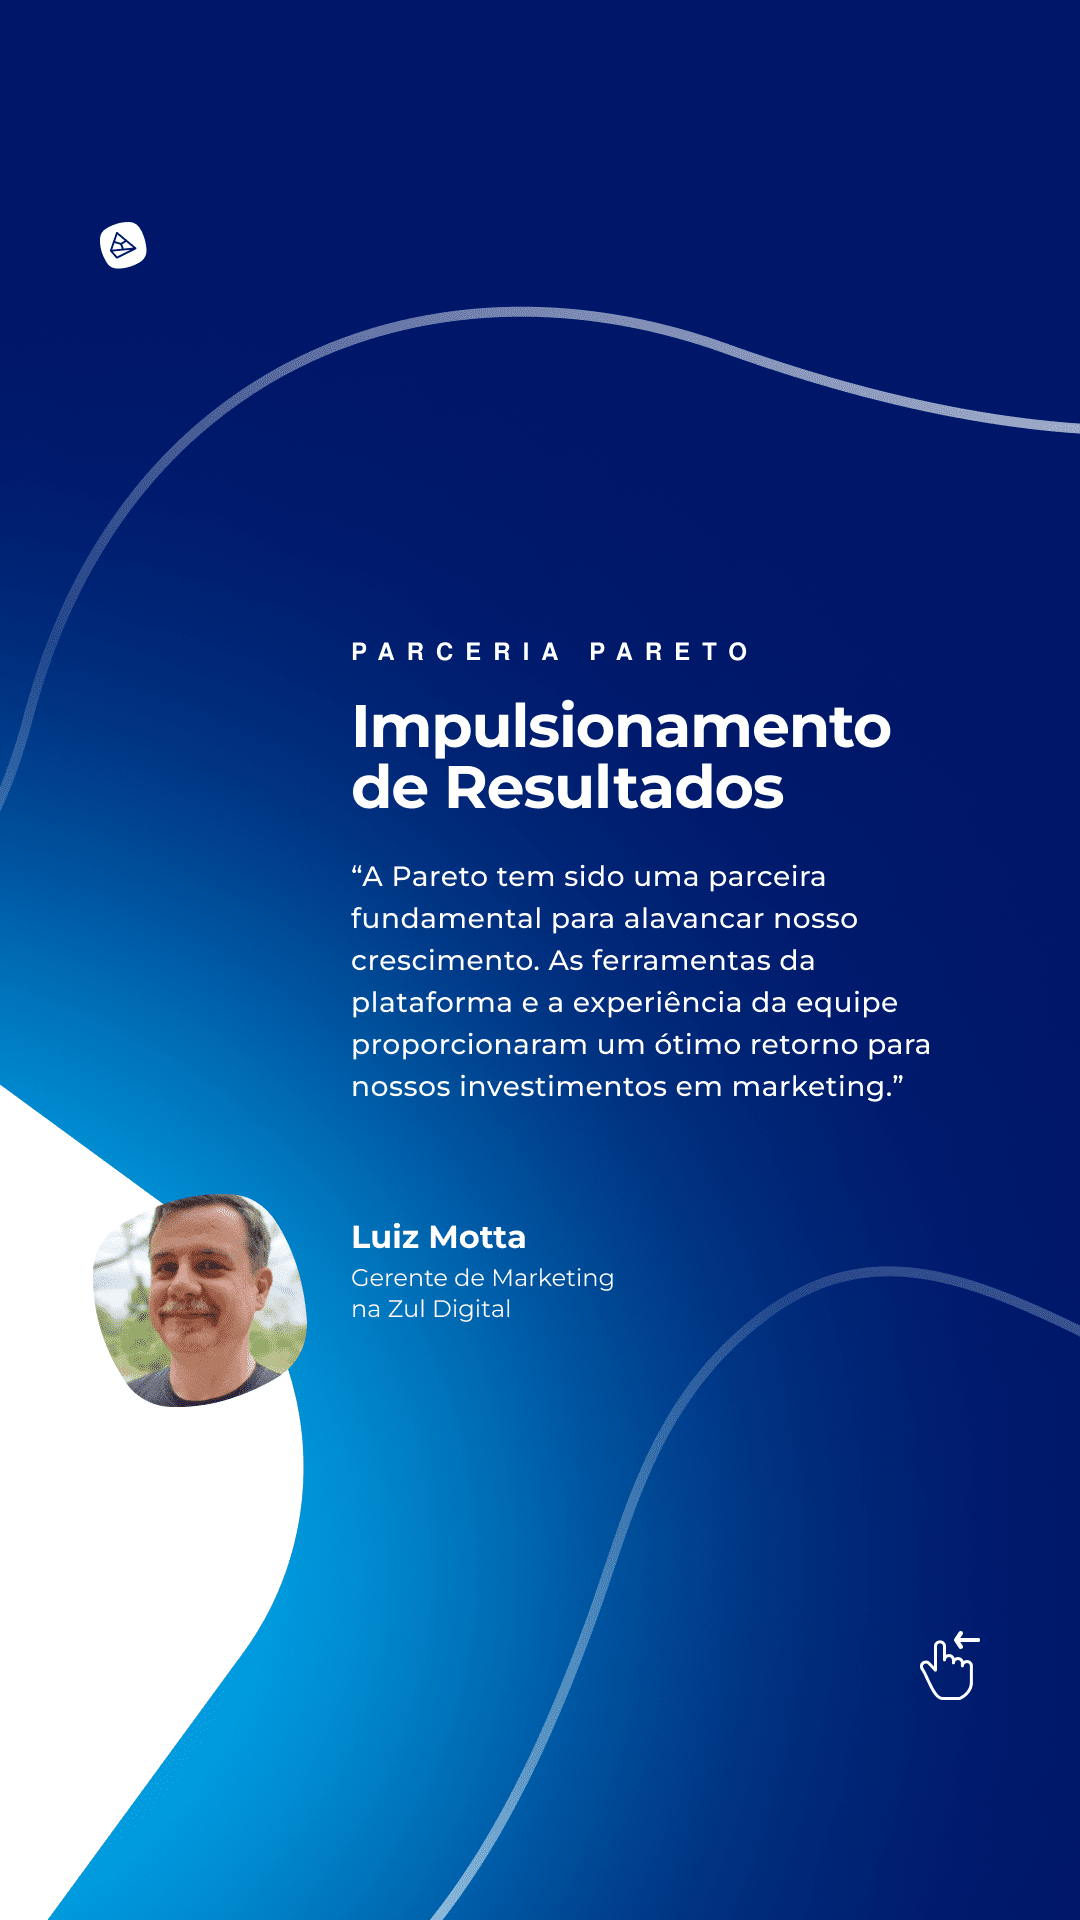 PARCERIA PARETO
Impulsionamento
de Resultados
“A Pareto tem sido uma parceira
fundamental para alavancar nosso
crescimento. As ferramentas da
plataforma e a experiência da equipe
proporcionaram um ótimo retorno para
nossos investimentos em marketing.”
Luiz Motta
Gerente de Marketing
na Zul Digital